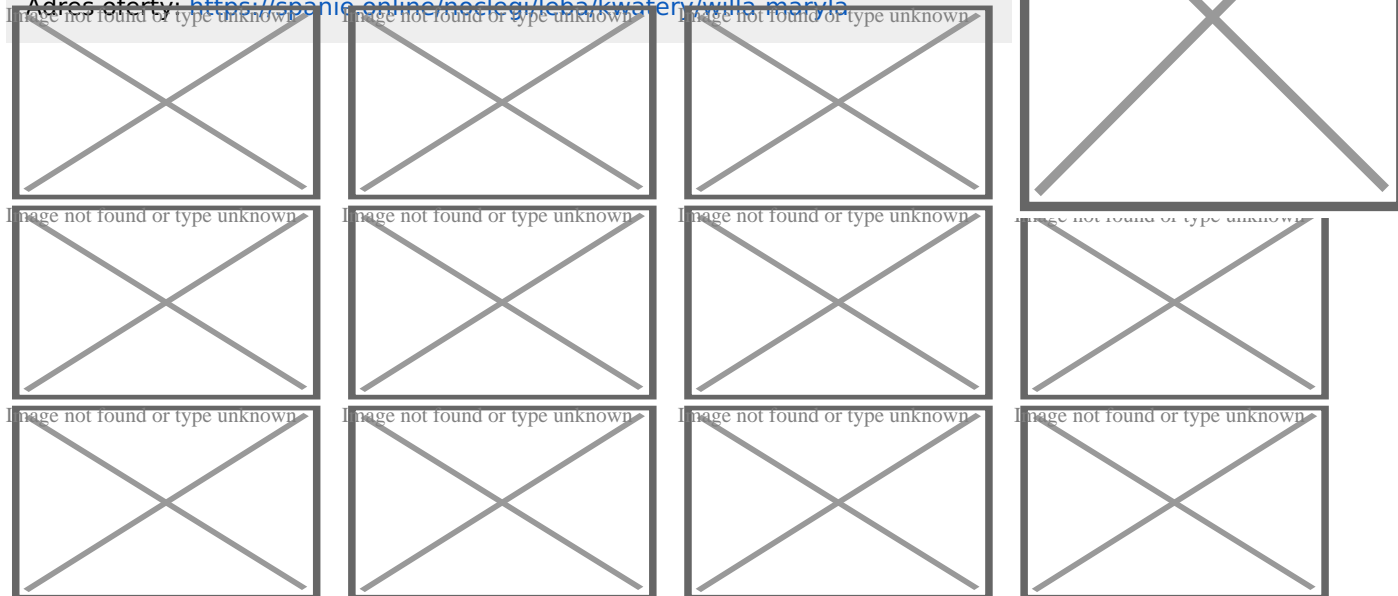 Adres oferty: https://spanie.online/noclegi/leba/kwatery/willa-maryla
Image not found or type unknown Image not found or type unknown Image not found or type unknown
Image not found or type unknown Image not found or type unknown Image not found or type unknown Image not found or type unknown
Image not found or type unknown Image not found or type unknown Image not found or type unknown Image not found or type unknown